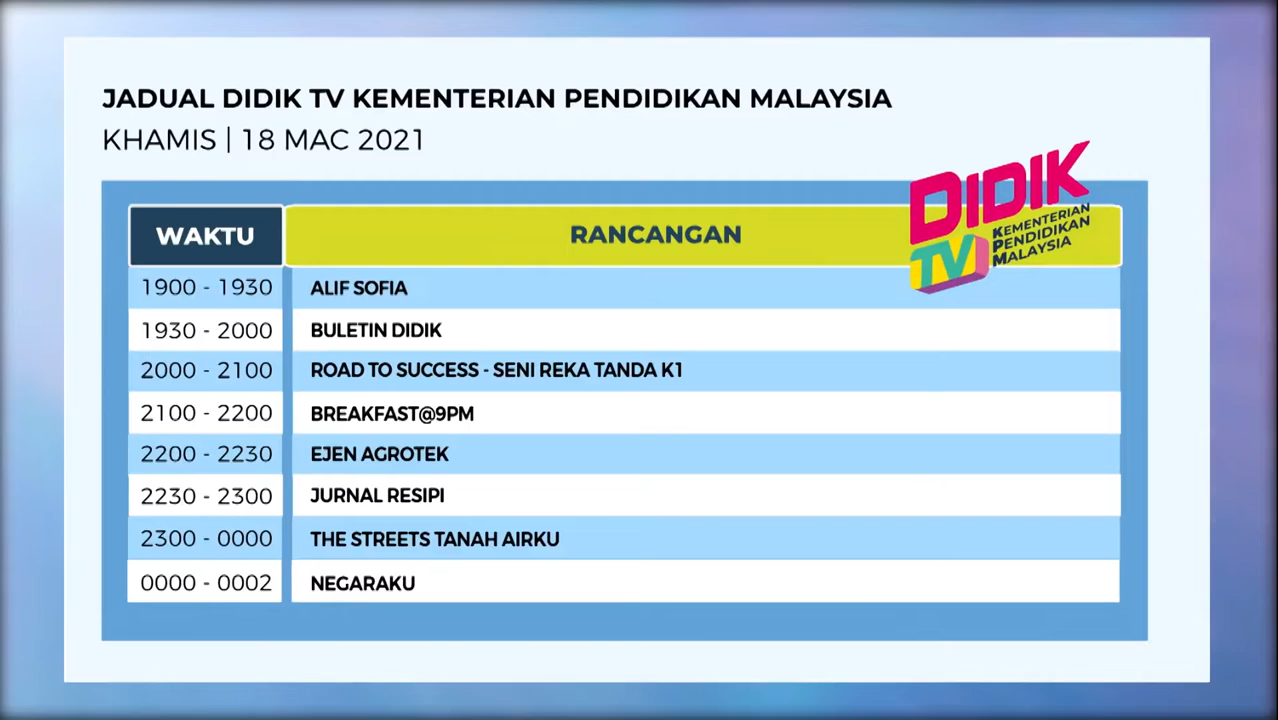 JADUAL DIDIK TV KEMENTERIAN PENDIDIKAN MALAYSIA
KHAMIS | 18 MAC 2021
DIDIK
TV
KEMENTERIAN
PENDIDIKAN
MALAYSIA
WAKTU RANCANGAN
1900 - 1930 ALIF SOFIA
1930 - 2000 BULETIN DIDIK
2000 - 2100 ROAD TO SUCCESS - SENI REKA TANDA K1
2100 - 2200 BREAKFAST@9PM
2200 - 2230 EJEN AGROTEK
2230 - 2300 JURNAL RESIPI
2300 - 0000 THE STREETS TANAH AIRKU
0000 - 0002 NEGARAKU